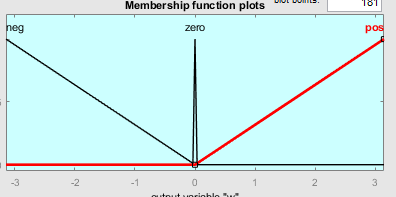 Membership function plots
plot points:
181
neg
zero
pos
-3
-2
-1
0
1
2
3
output variable "w"